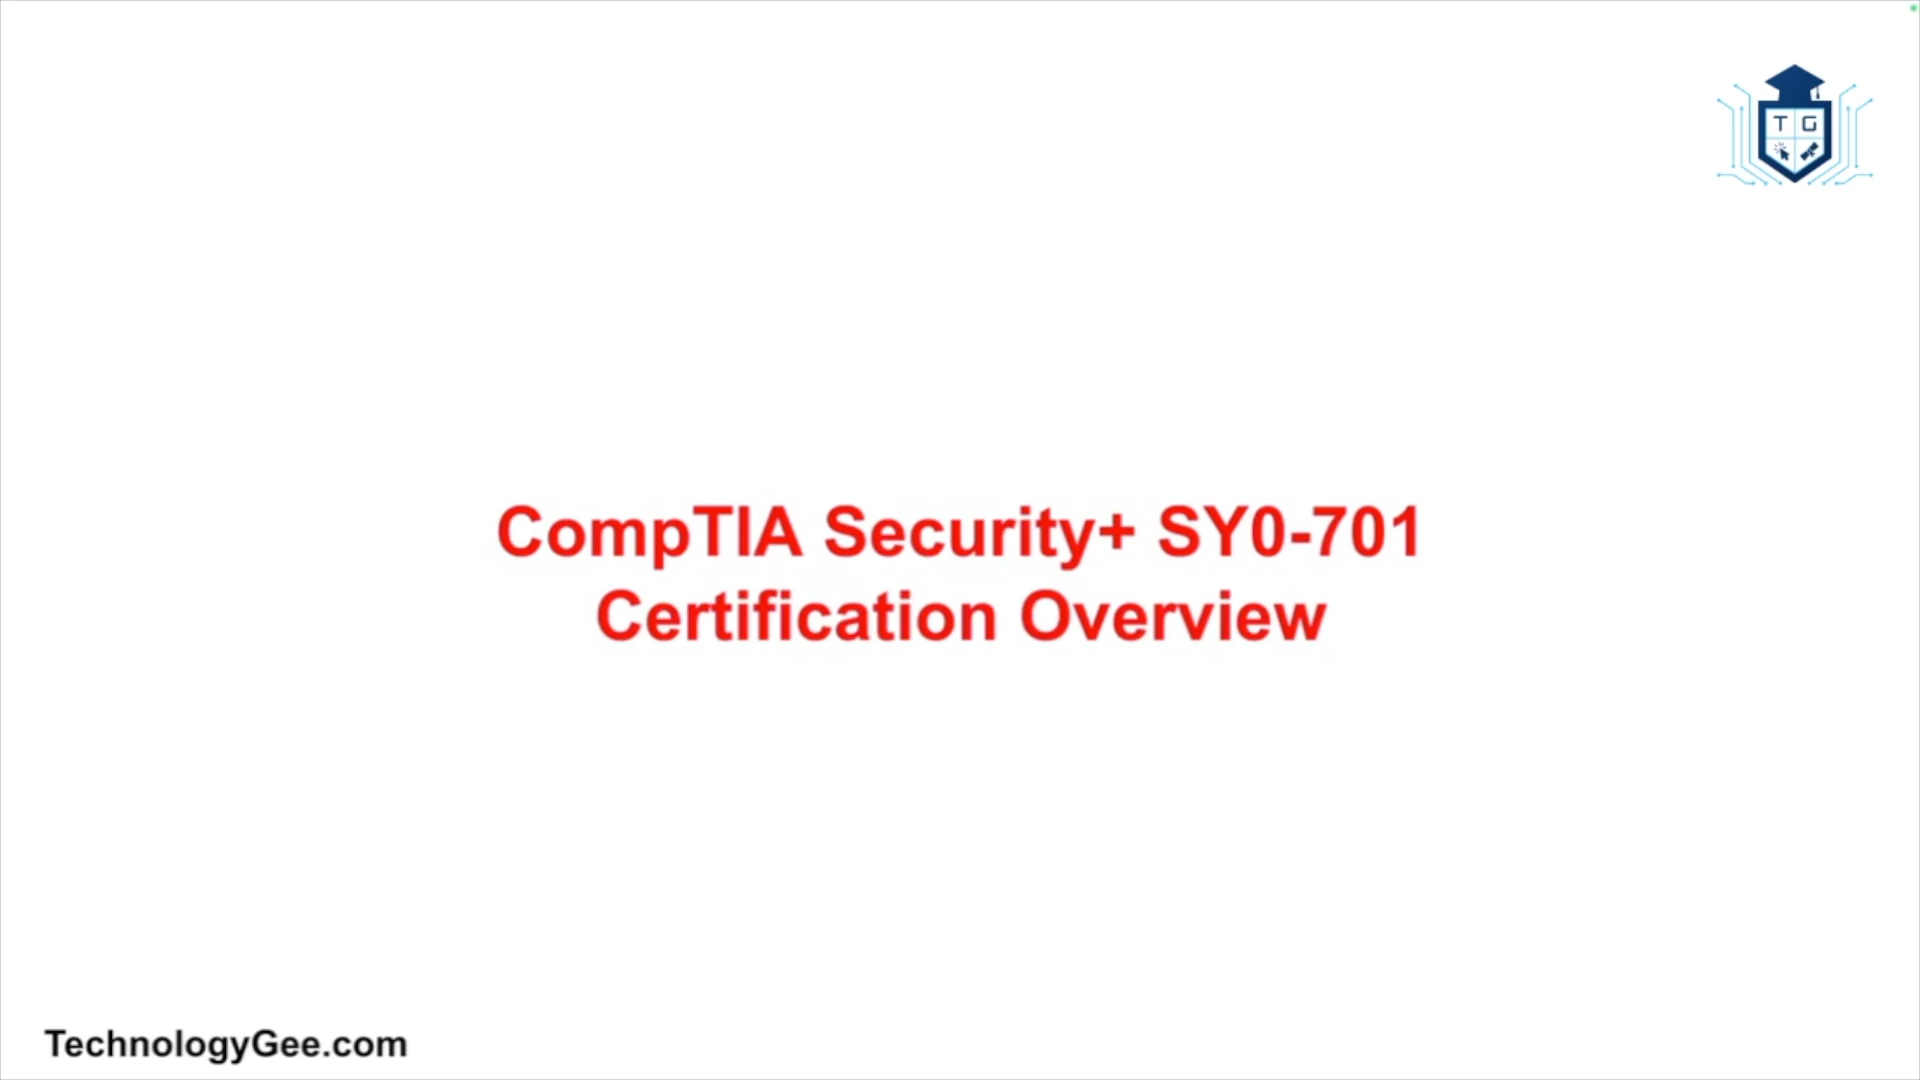 T G
CompTIA Security+ SY0-701
Certification Overview
TechnologyGee.com